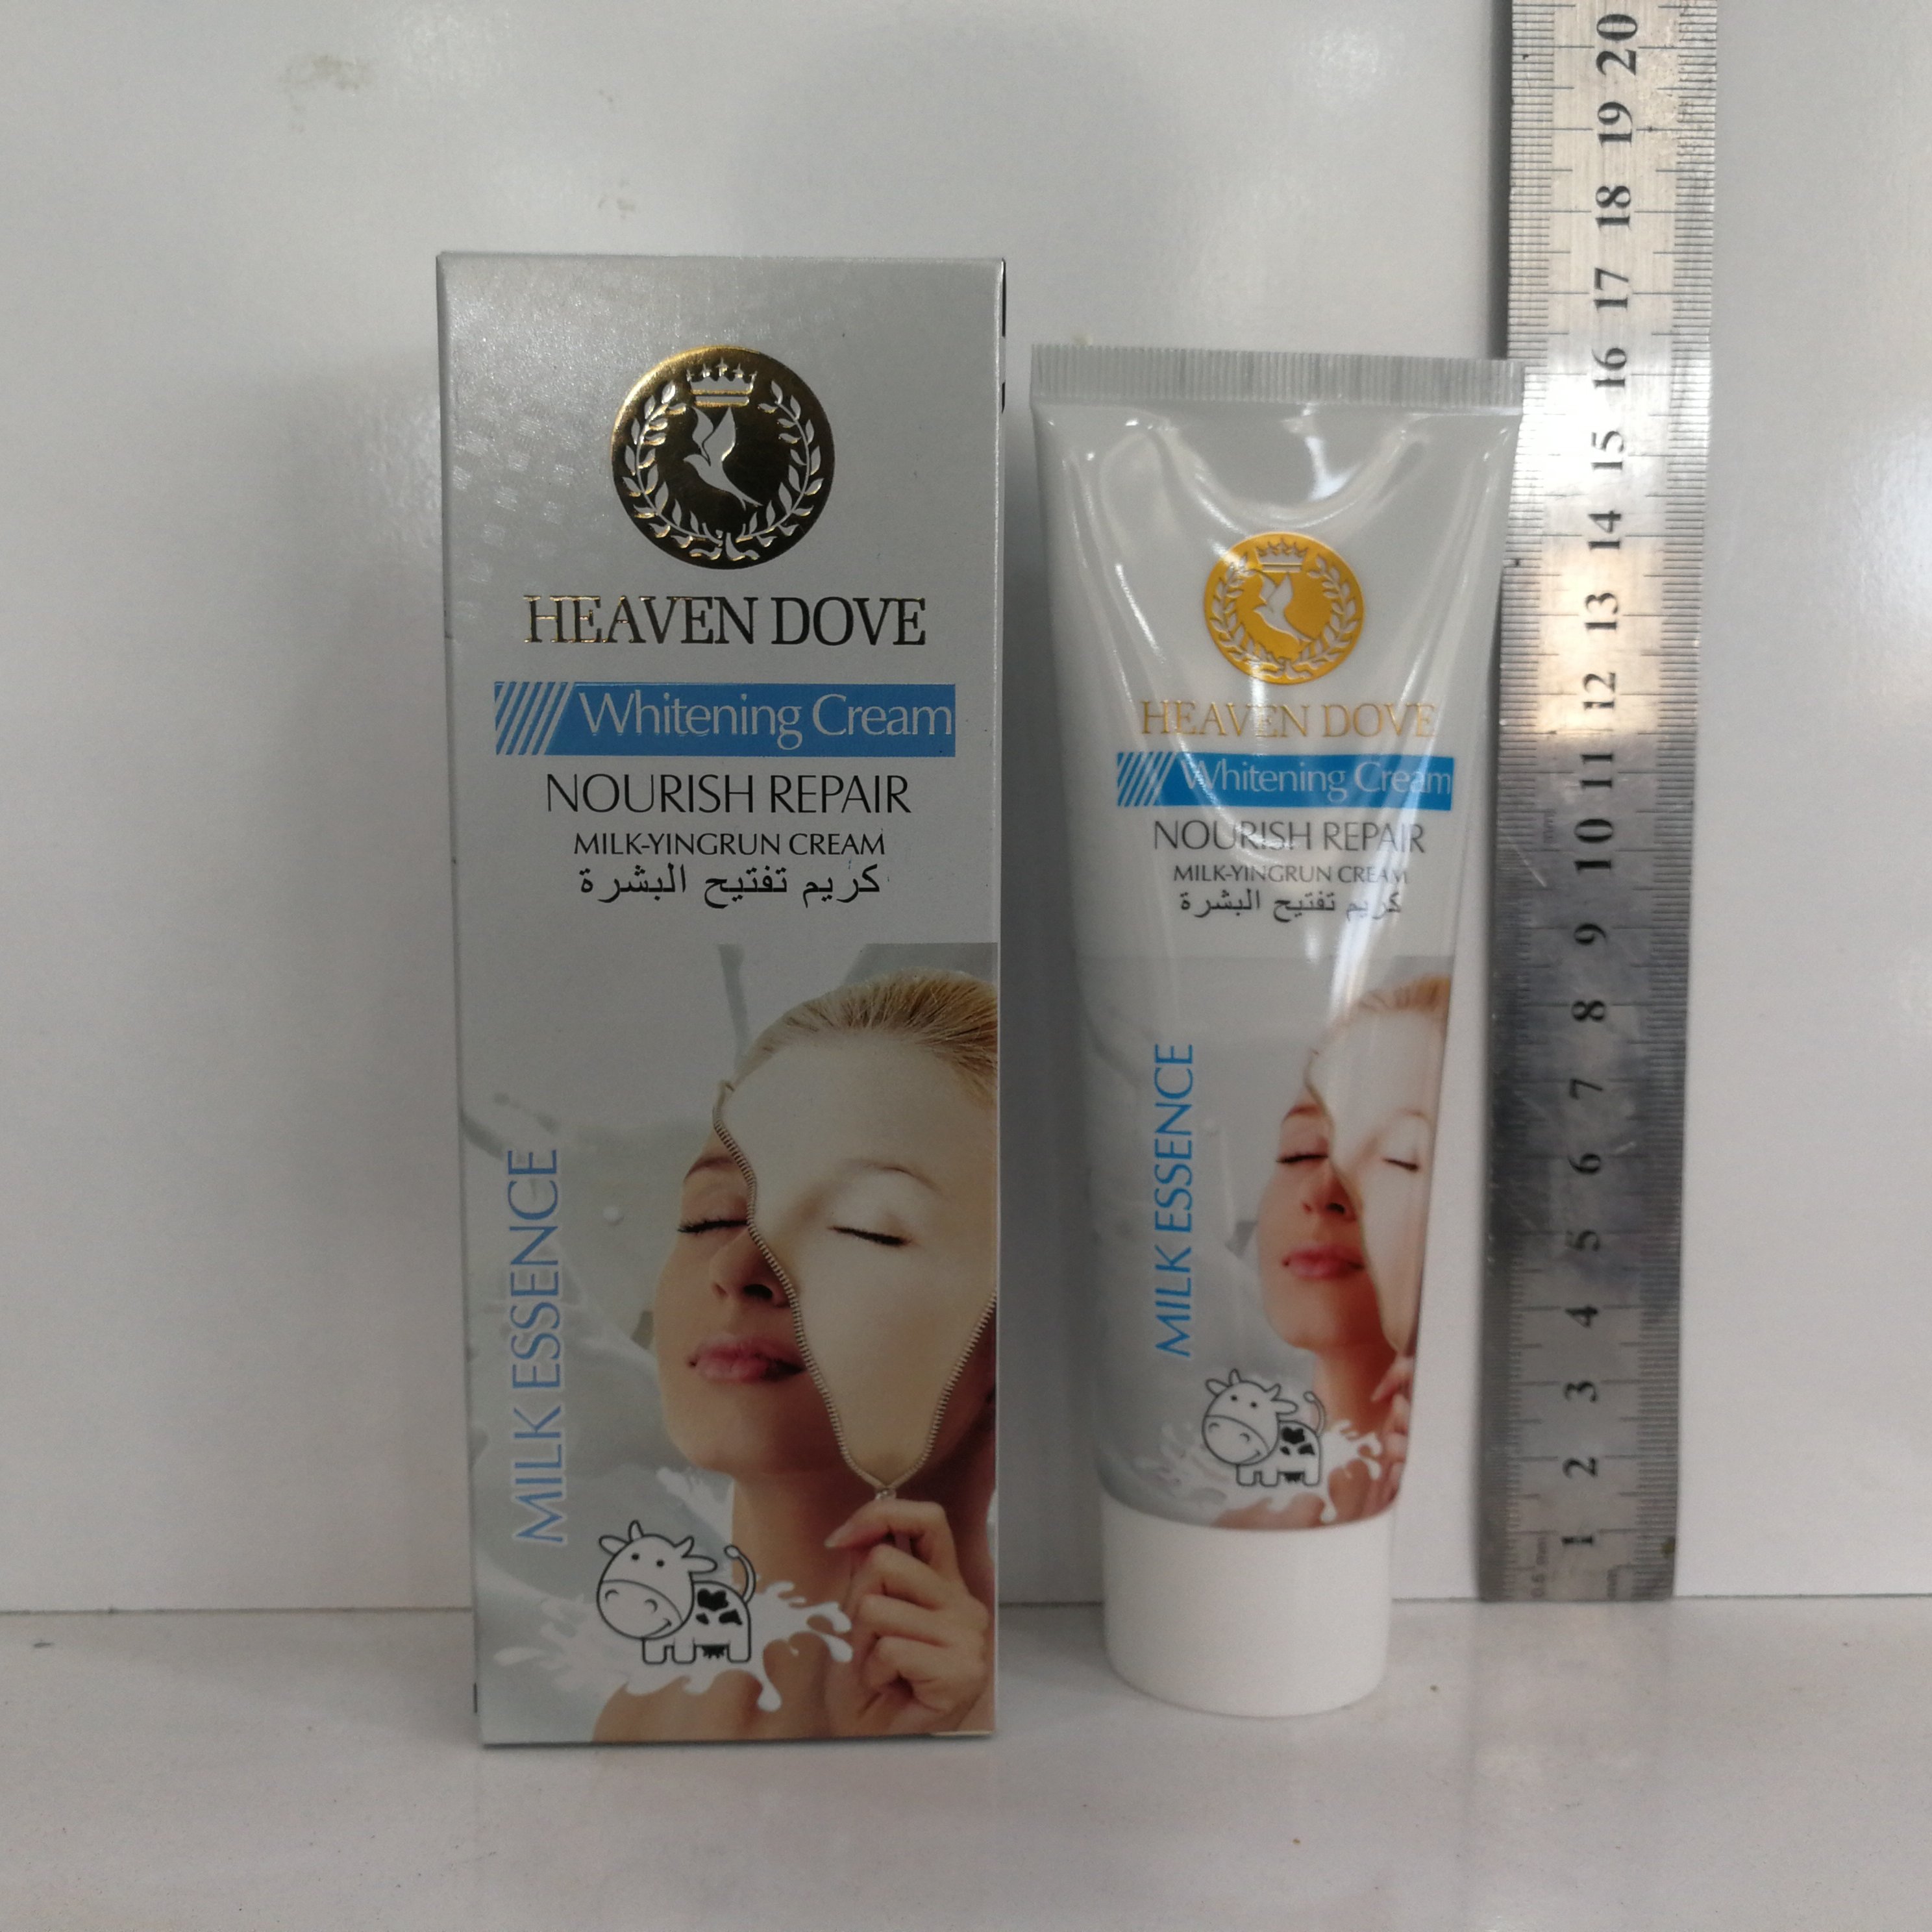 HEAVEN DOVE
Whitening Cream
NOURISH REPAIR
MILK-YINGRUN CREAM
كريم تفتيح البشرة
MILK ESSENCE
HEAVEN DOVE
Whitening Cream
NOURISH REPAIR
MILK-YINGRUN CREAM
كريم تفتيح البشرة
MILK ESSENCE
20
19
18
17
16
15
14
13
12
11
10
9
8
7
6
5
4
3
2
1